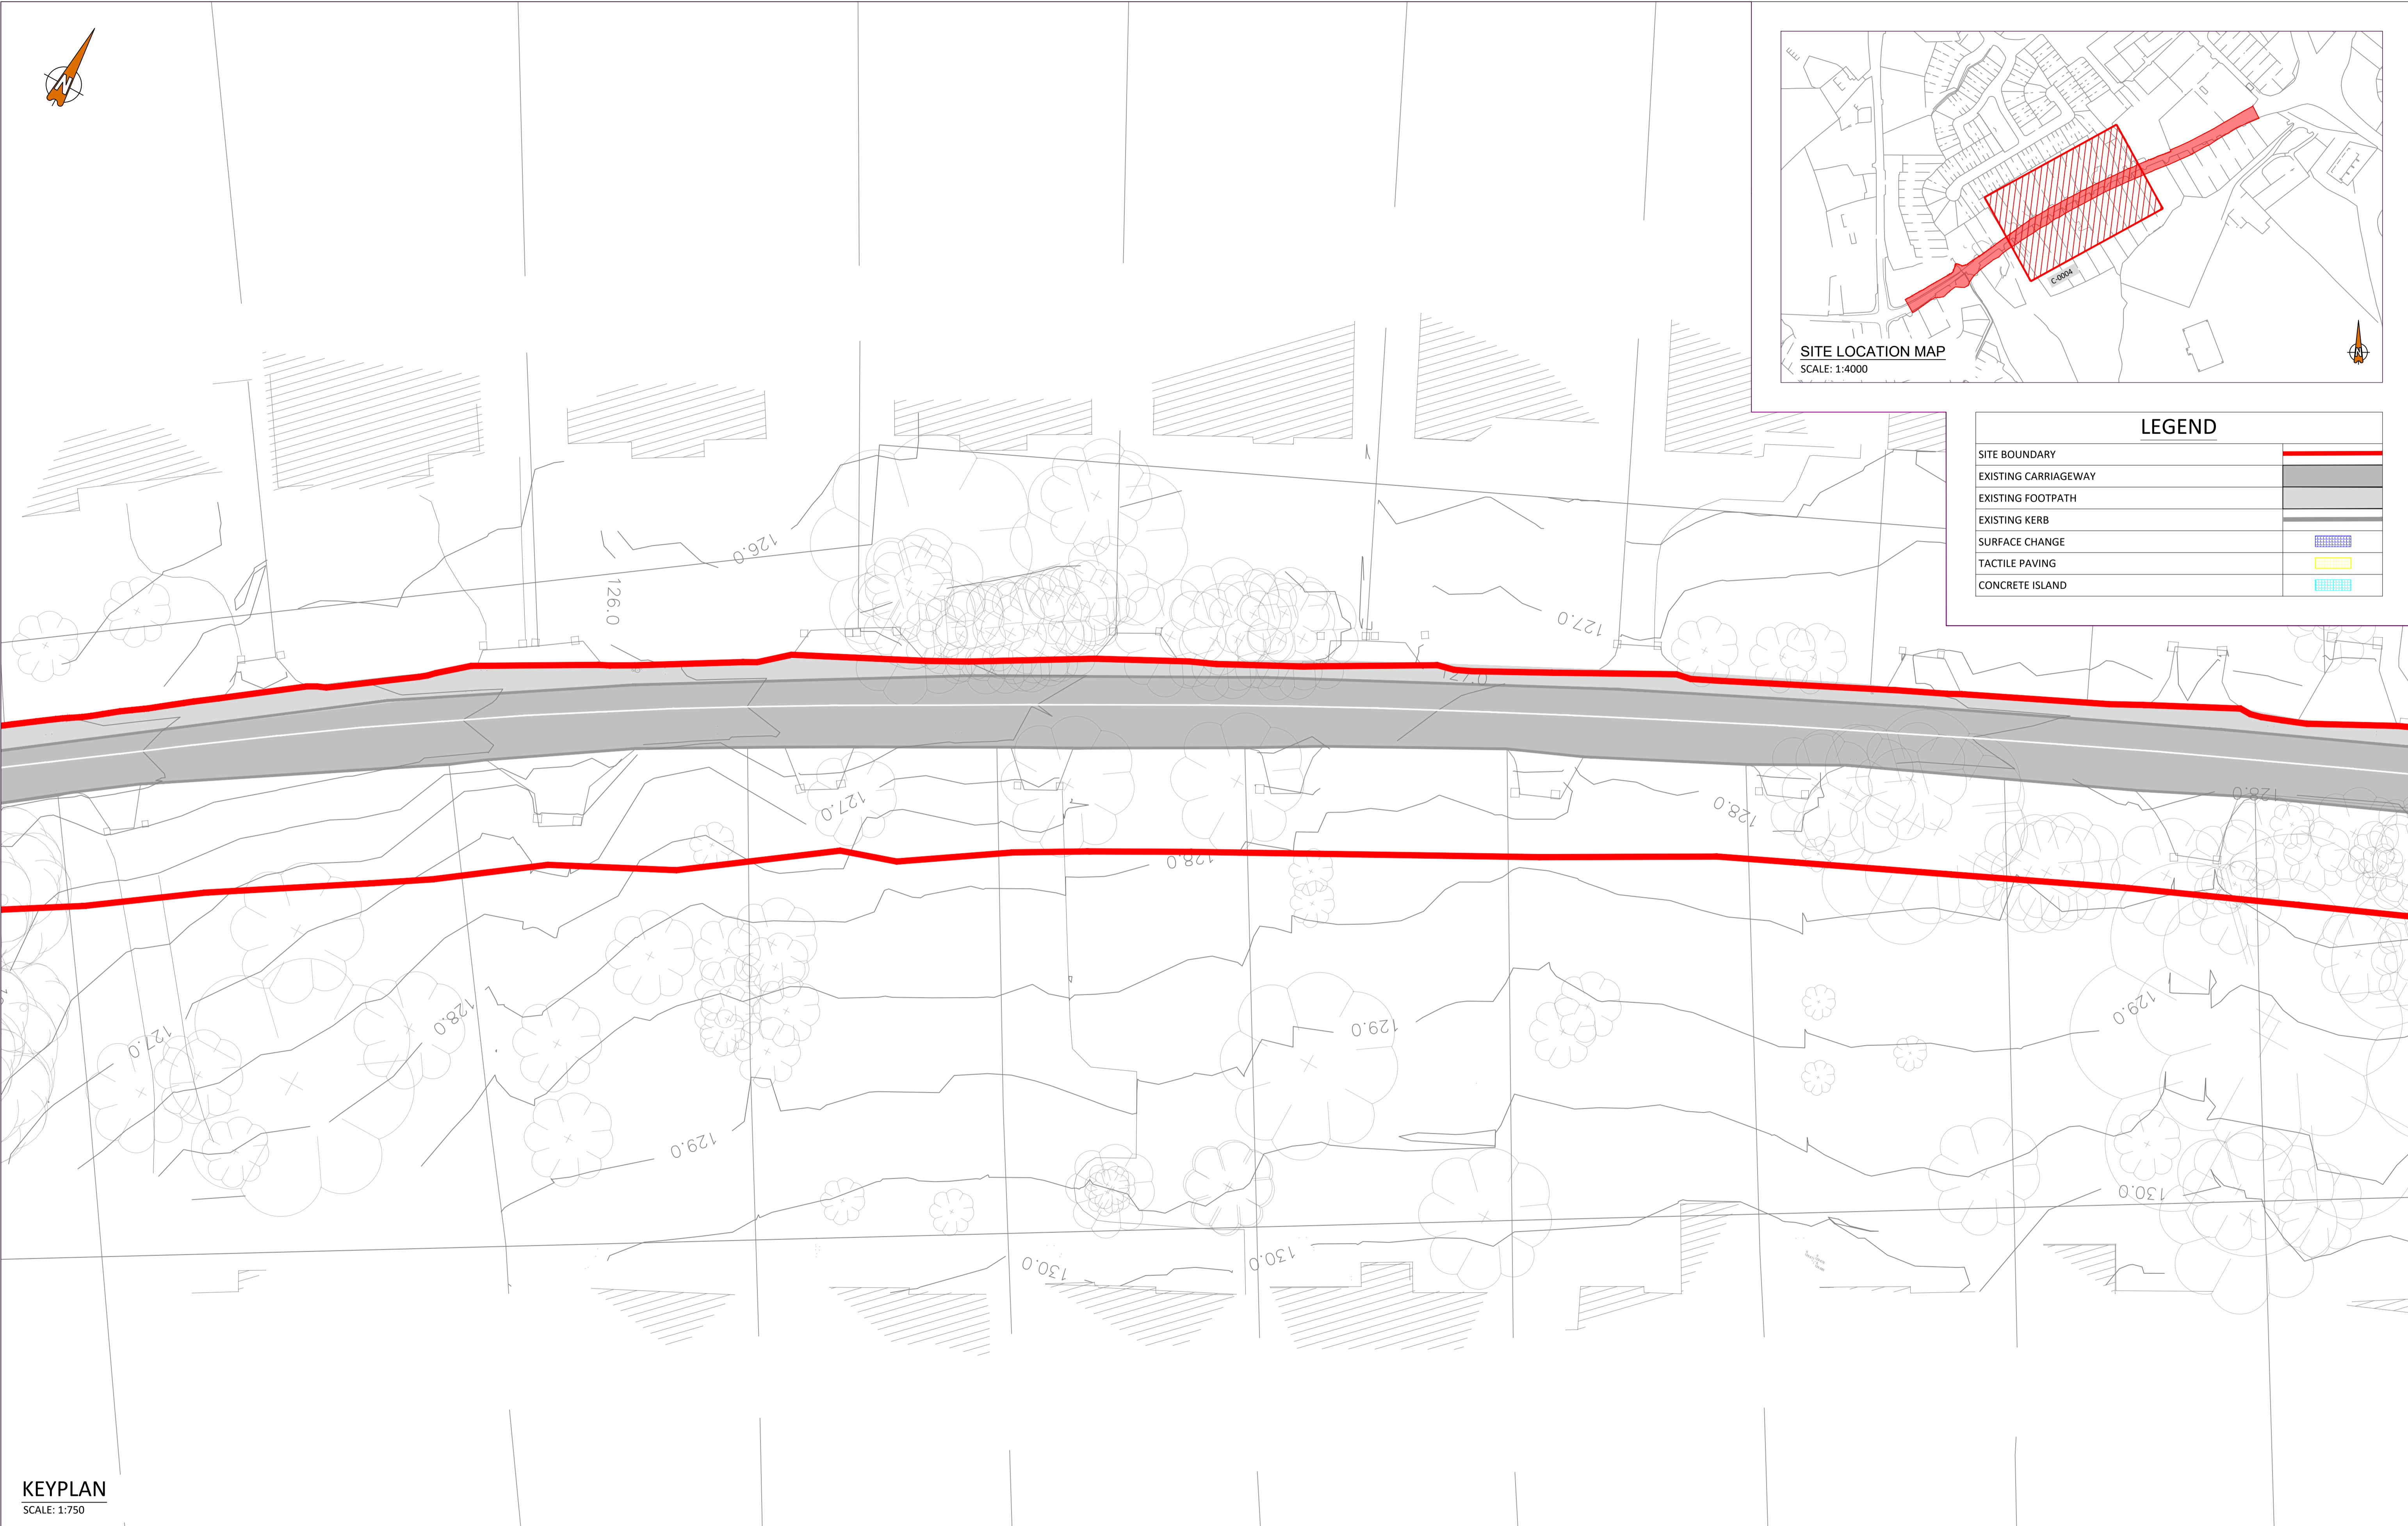 N
C-0004
SITE LOCATION MAP
SCALE: 1:4000
N
LEGEND
SITE BOUNDARY
EXISTING CARRIAGEWAY
EXISTING FOOTPATH
EXISTING KERB
SURFACE CHANGE
TACTILE PAVING
CONCRETE ISLAND
126.0
126.0
127.0
127.0
127.0
128.0
128.0
128.0
127.0
128.0
129.0
129.0
129.0
130.0
130.0
130.0
KEYPLAN
SCALE: 1:750